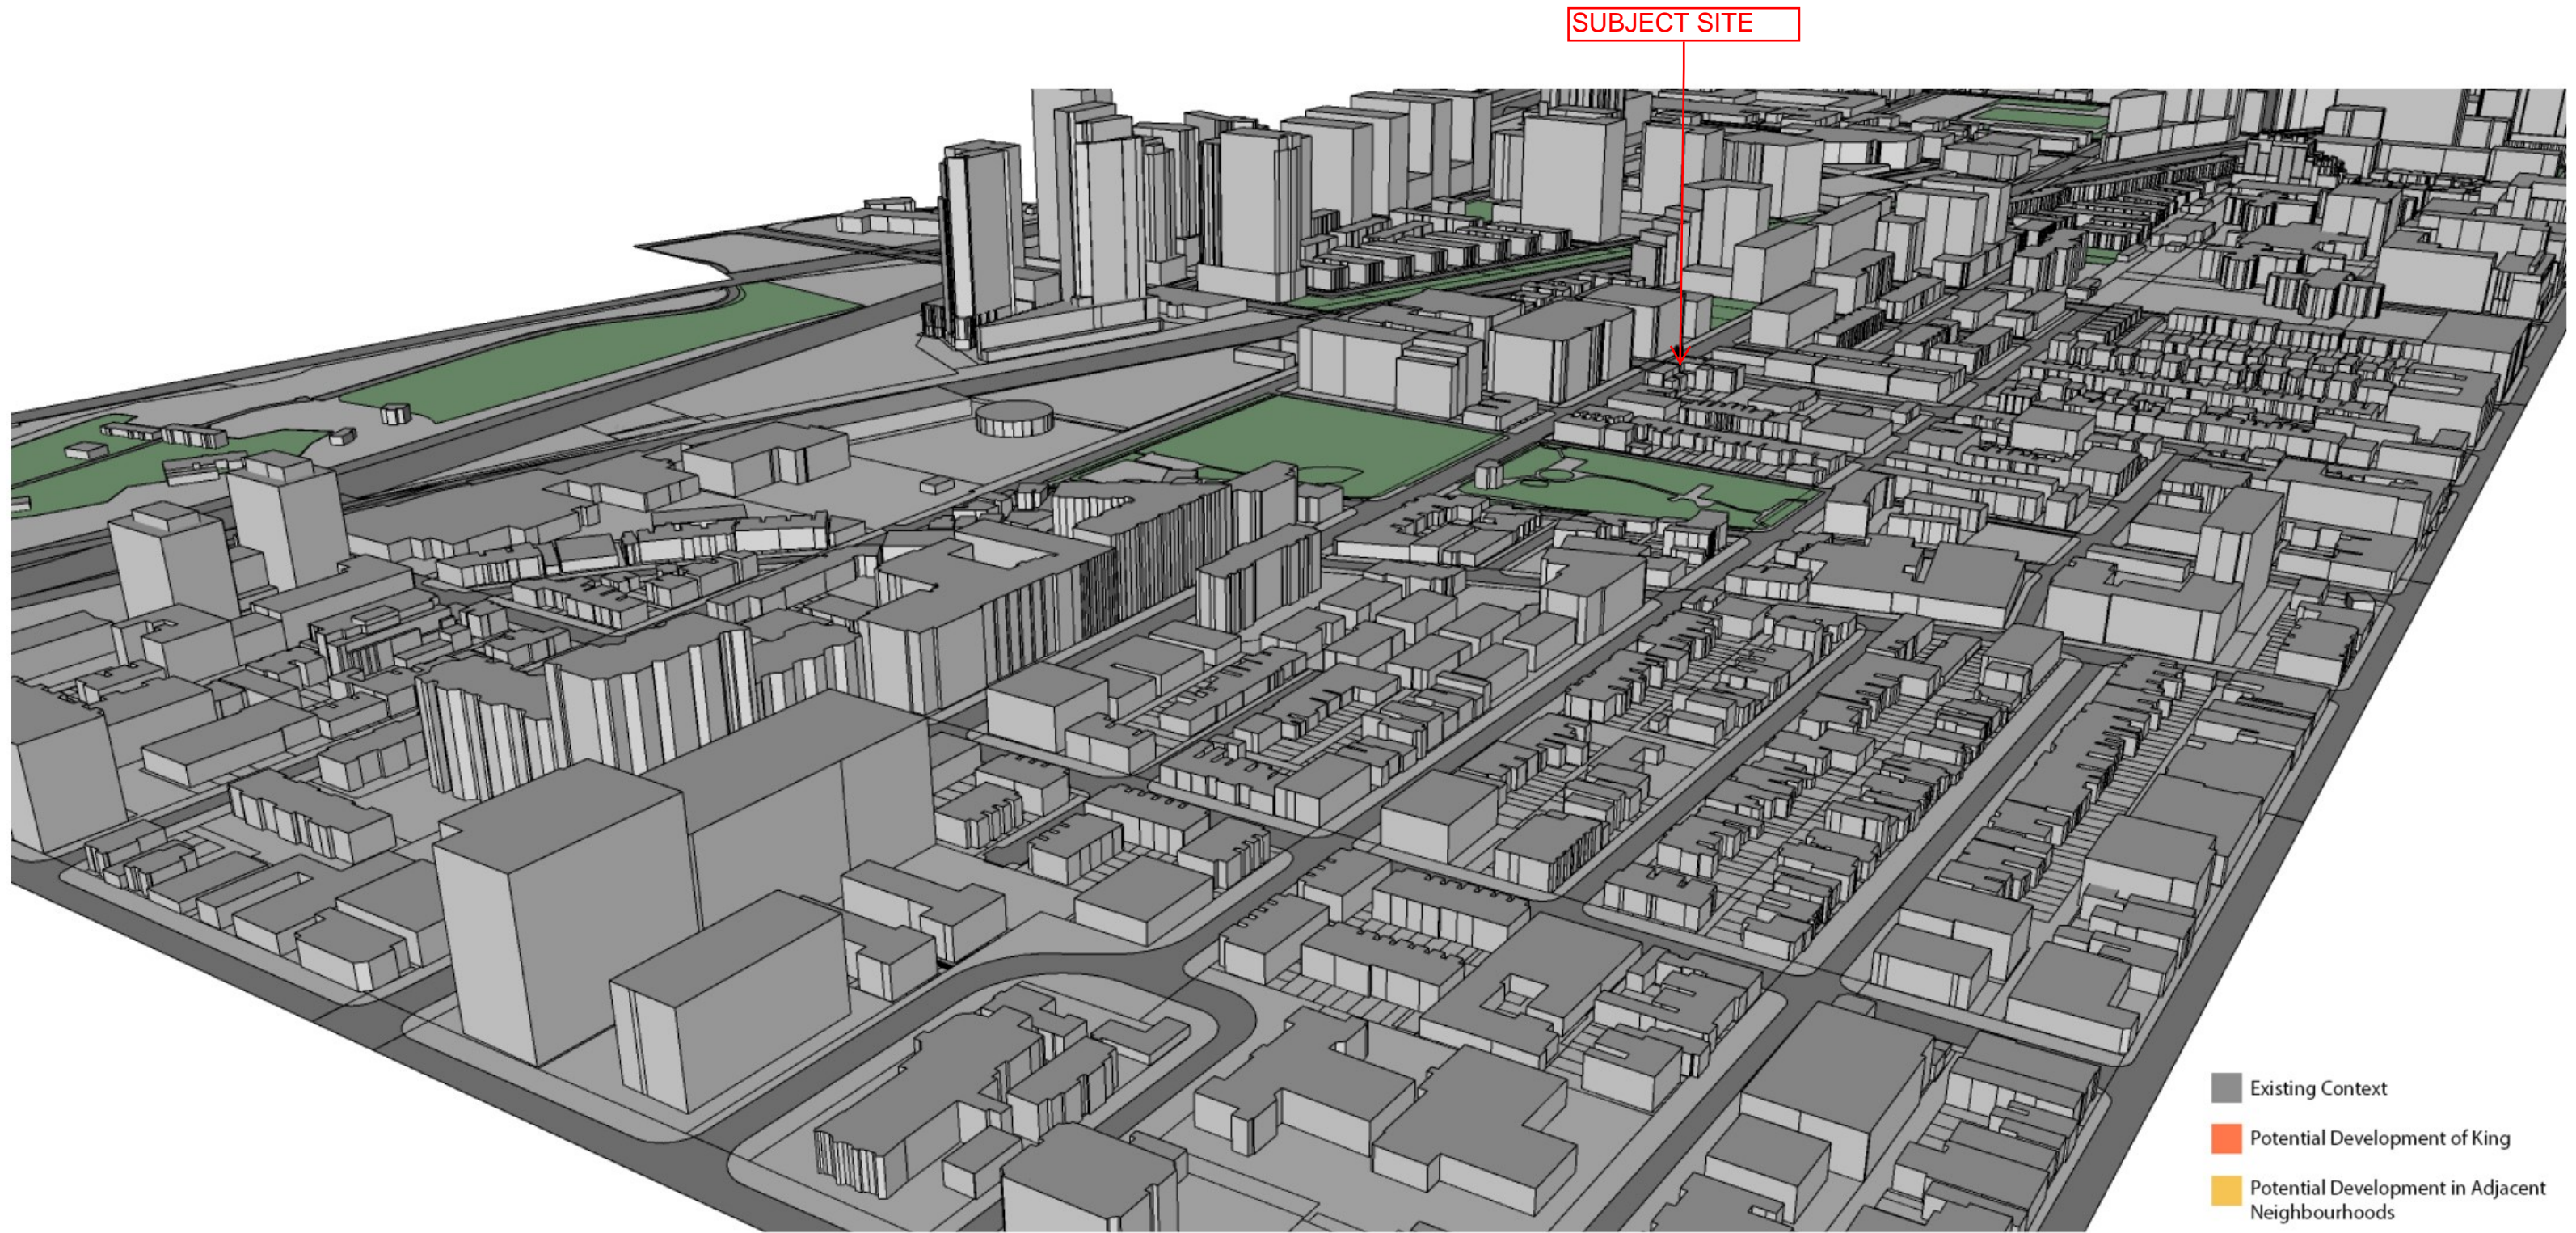 SUBJECT SITE
Existing Context
Potential Development of King
Potential Development in Adjacent
Neighbourhoods